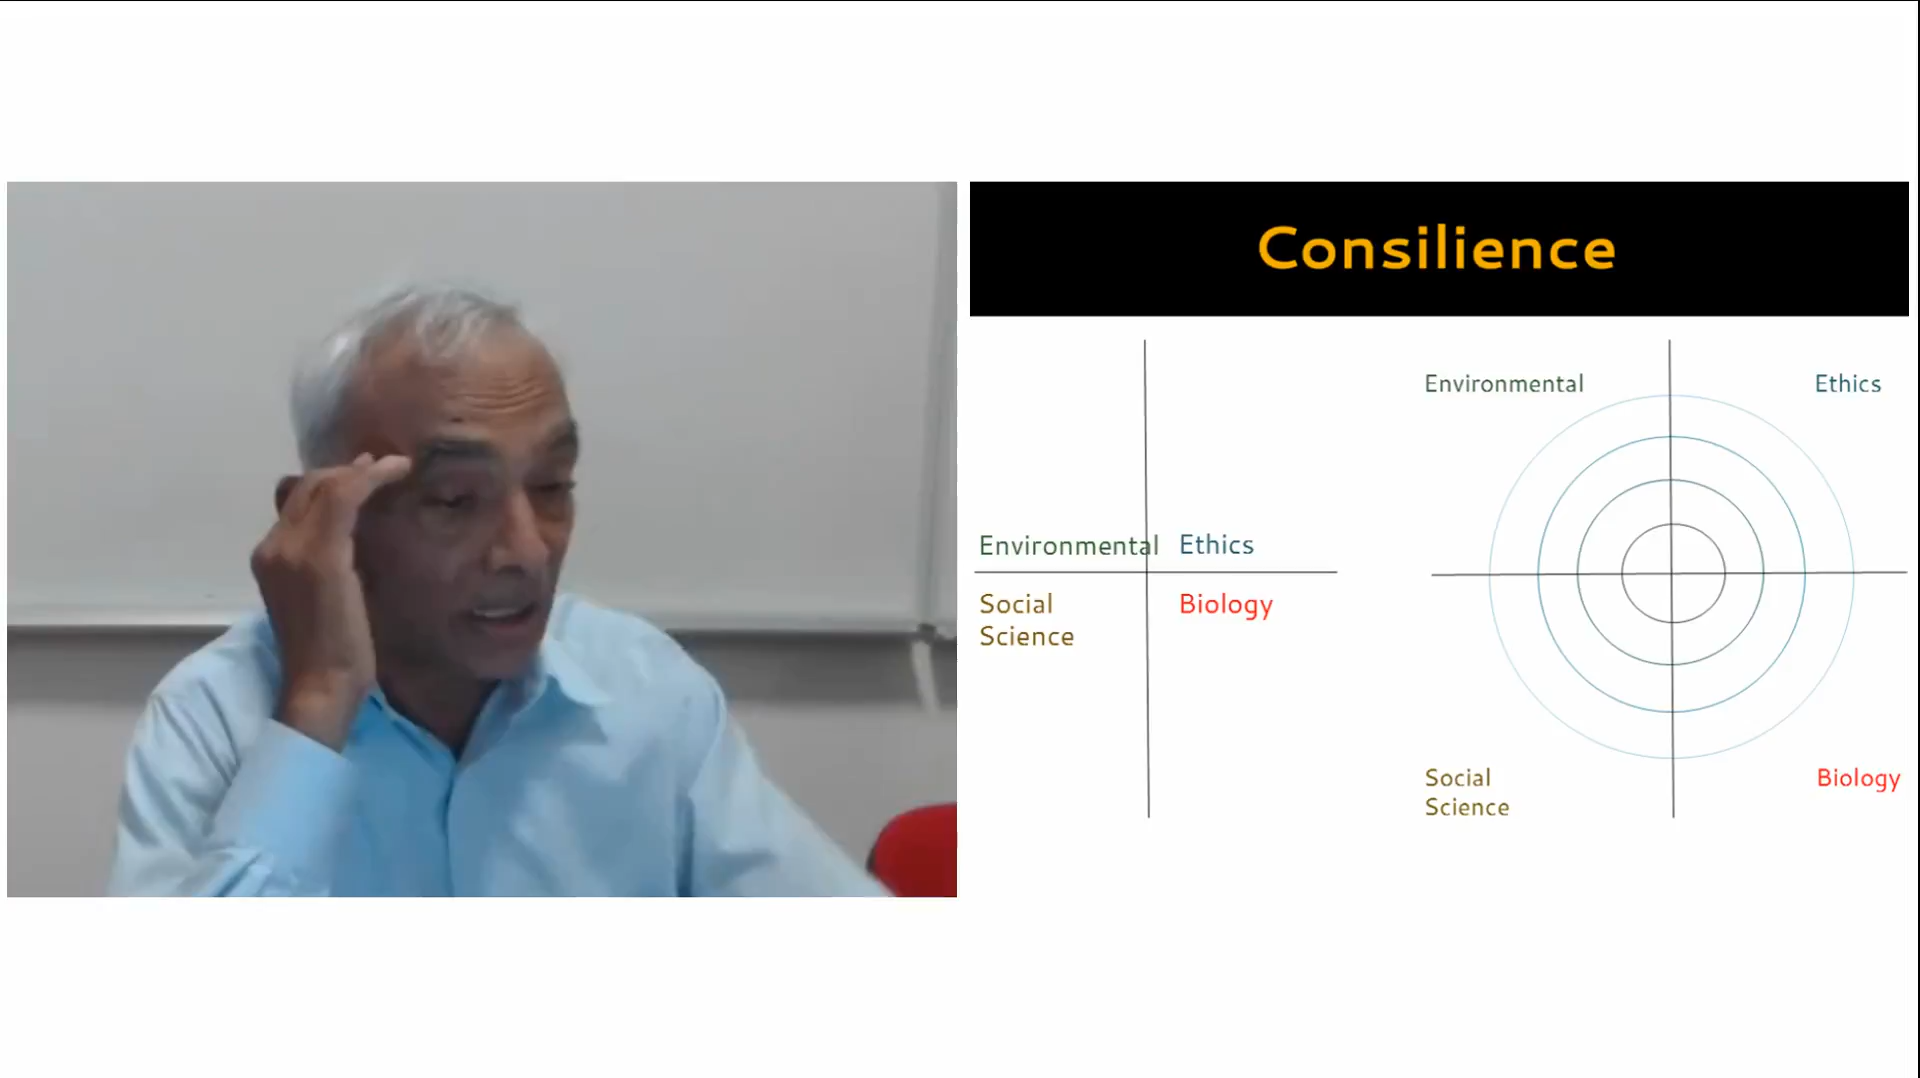 Consilience
Environmental Ethics
Social Biology
Science
Environmental Ethics
Social Biology
Science